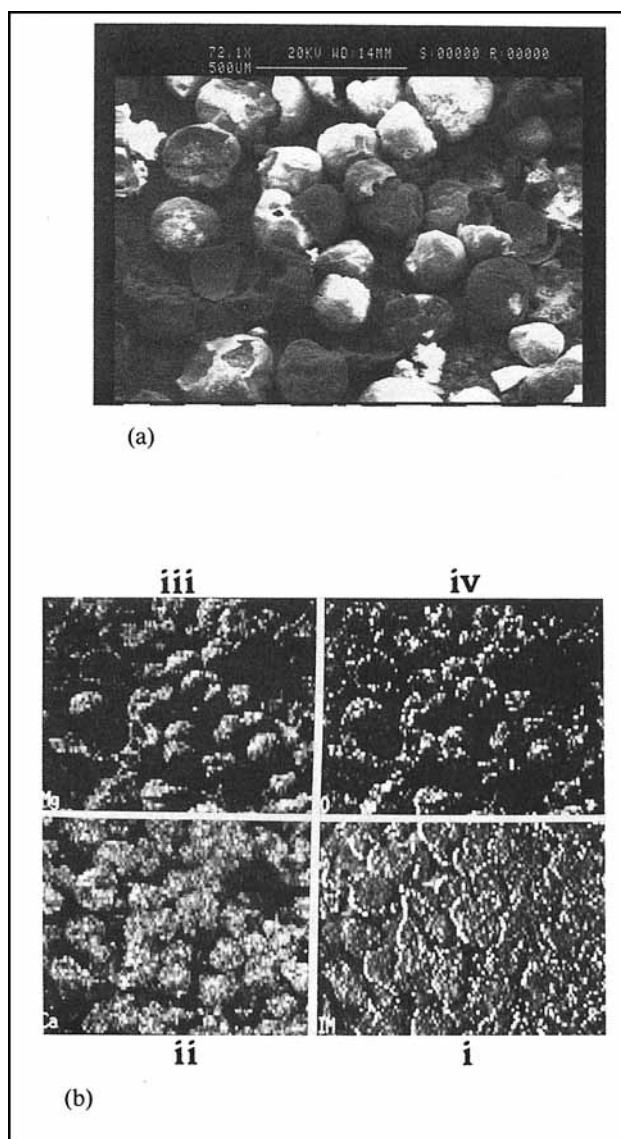 72.1X 20KV WD:14MM S:00000 R:00000
500UM
(a)
iii iv
Mg O
Ca IM
ii i
(b)